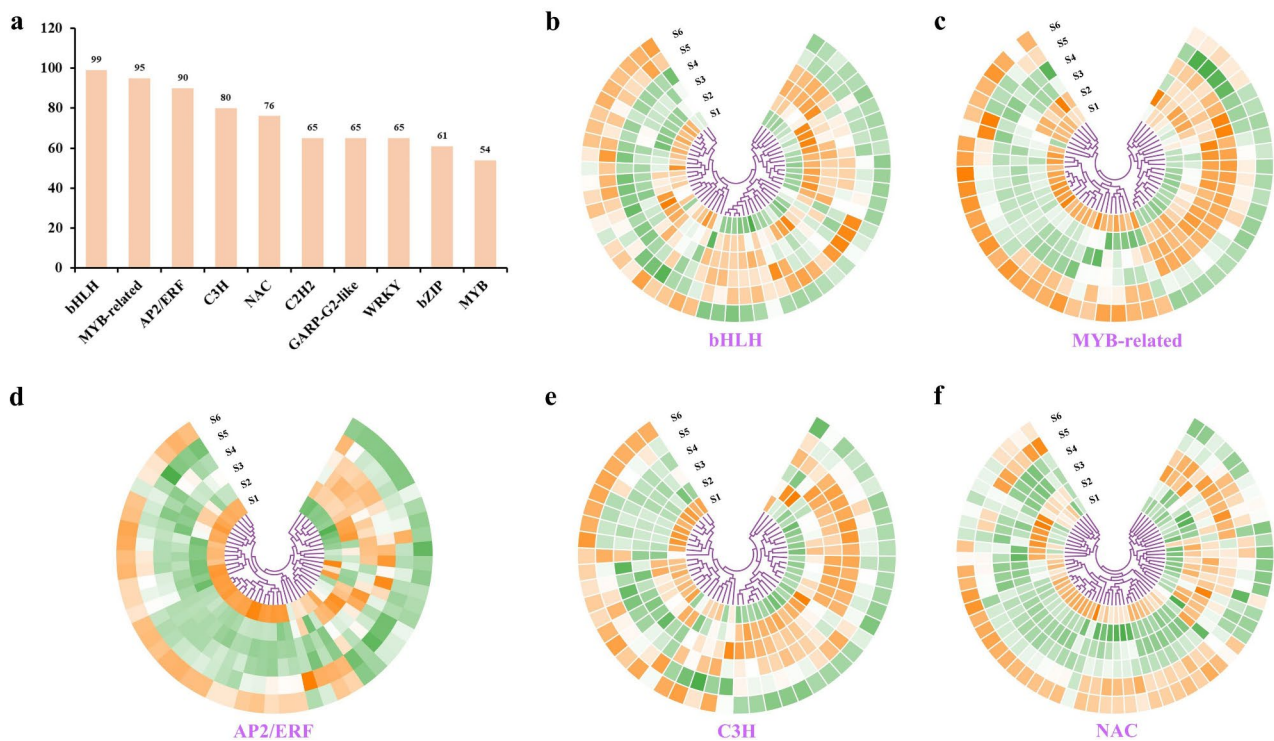 a
120
100
80
60
40
20
0
99
95
90
80
76
65
65
65
61
54
bHLH
MYB-related
AP2/ERF
C3H
NAC
C2H2
GARP-G2-like
WRKY
bZIP
MYB
b
S6
S5
S4
S3
S2
S1
bHLH
c
S6
S5
S4
S3
S2
S1
MYB-related
d
S6
S5
S4
S3
S2
S1
AP2/ERF
e
S6
S5
S4
S3
S2
S1
C3H
f
S6
S5
S4
S3
S2
S1
NAC